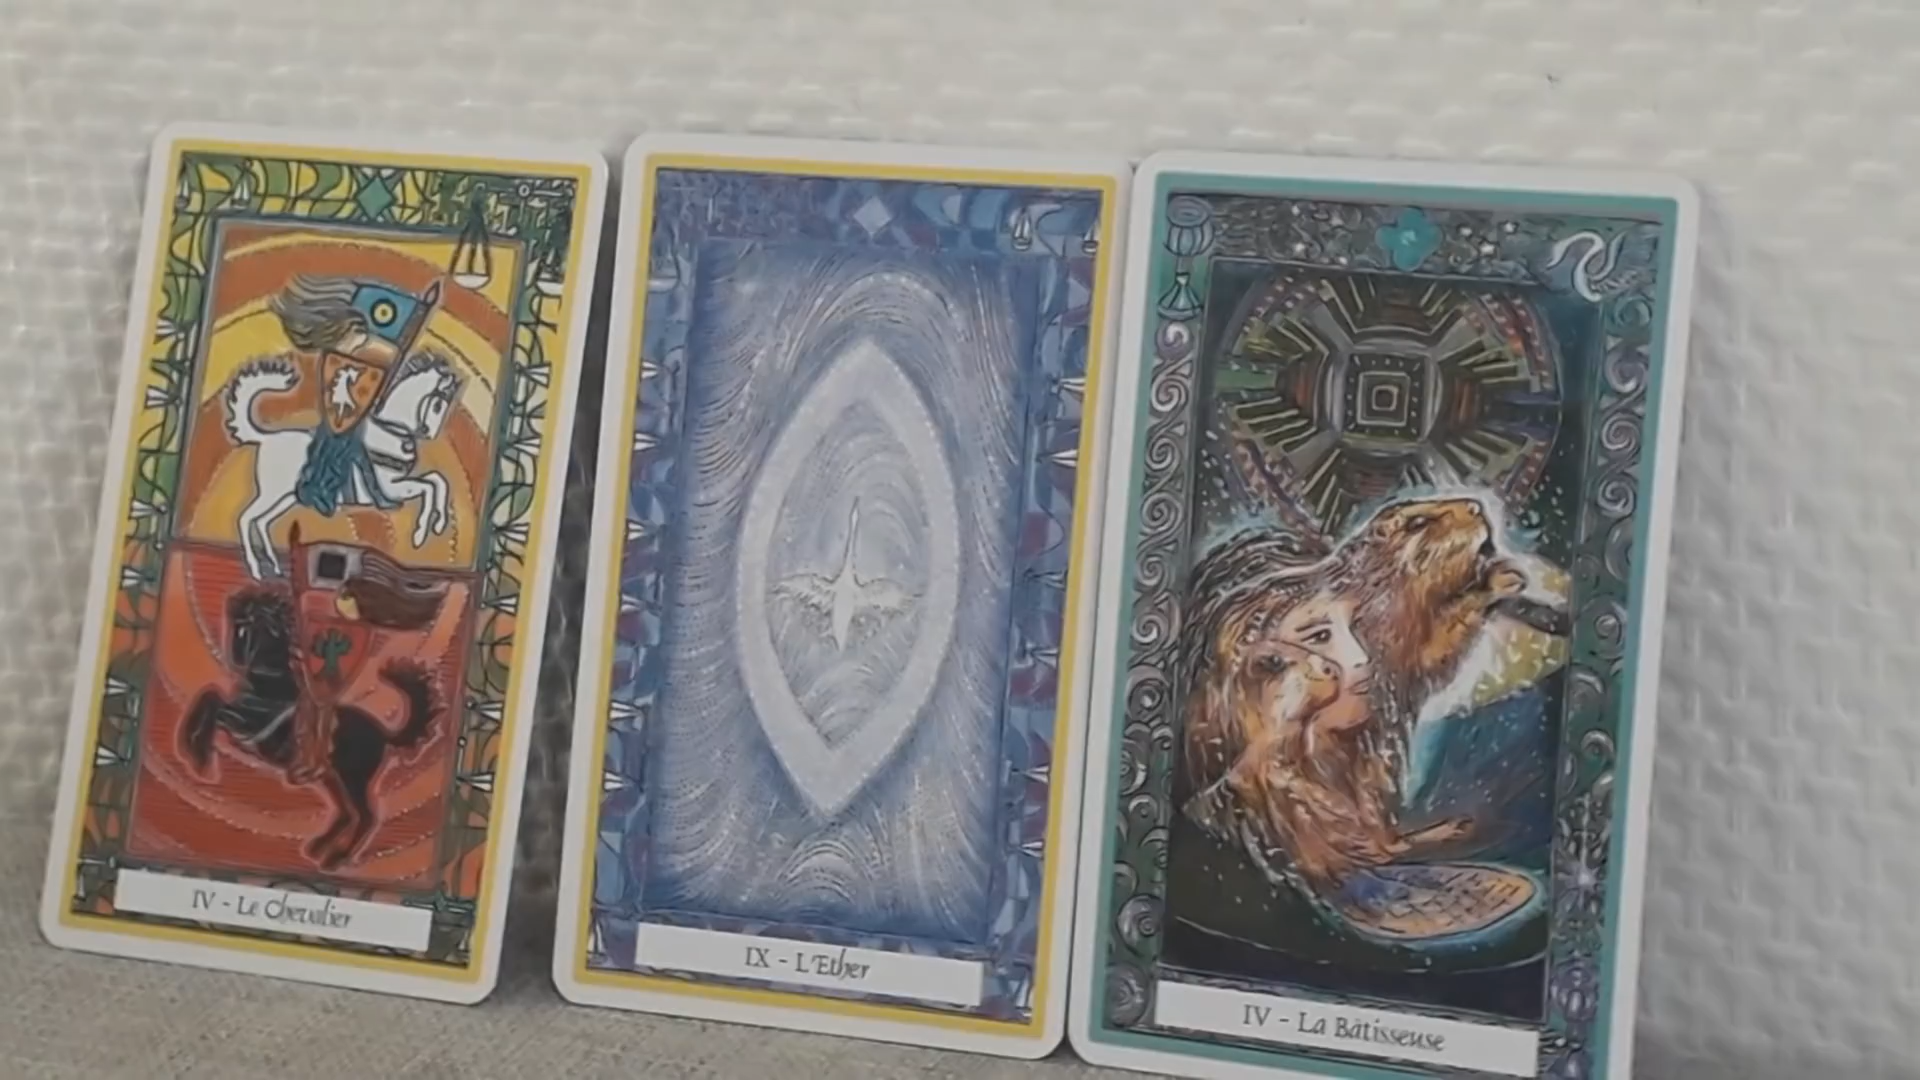 IV - Le Chevalier
IX - L'Ether
IV - La Bâtisseuse